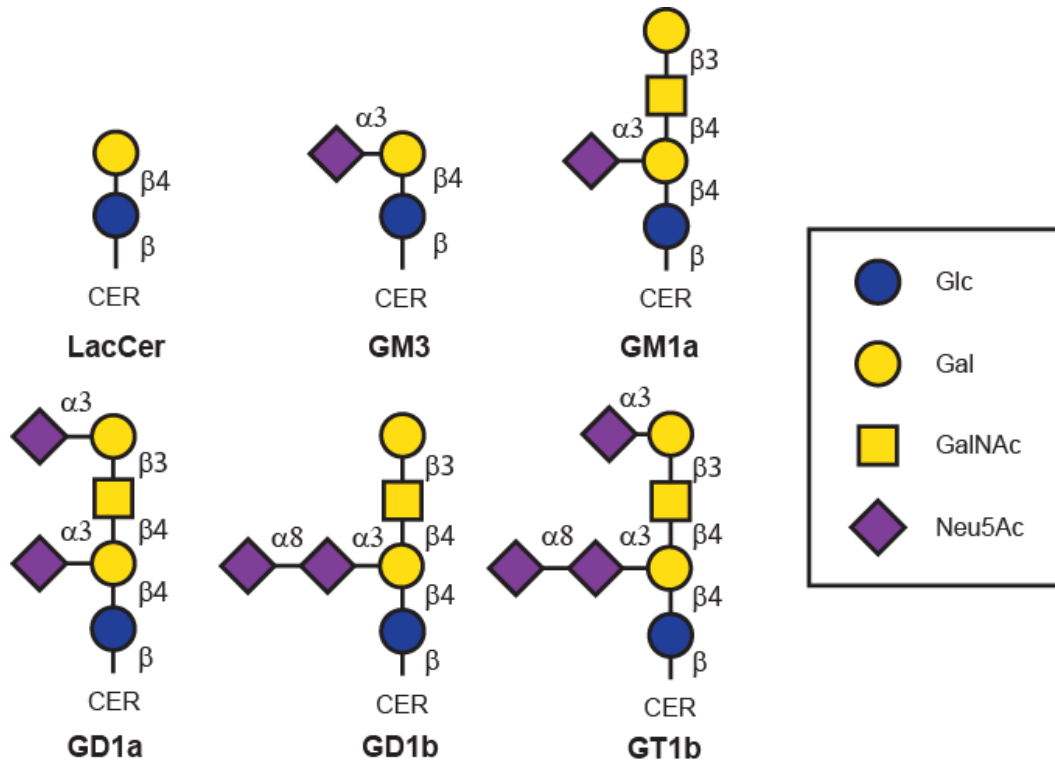 β4
β
CER
LacCer
α3
β4
β
CER
GM3
β3
α3
β4
β4
β
CER
GM1a
α3
β3
α3
β4
β4
β
CER
GD1a
β3
α8 α3
β4
β4
β
CER
GD1b
α3
β3
α8 α3
β4
β4
β
CER
GT1b
Glc
Gal
GalNAc
Neu5Ac